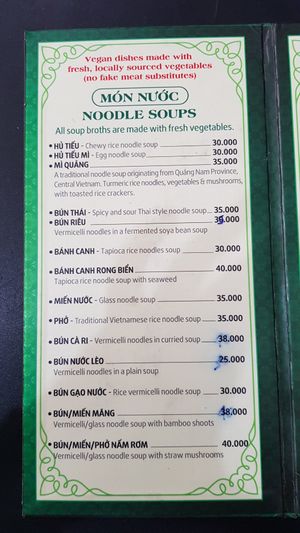 Vegan dishes made with
fresh, locally sourced vegetables
(no fake meat substitutes)
MÓN NƯỚC
NOODLE SOUPS
All soup broths are made with fresh vegetables.
• HỦ TIẾU - Chewy rice noodle soup 30.000
• HỦ TIẾU MÌ - Egg noodle soup 30.000
• MÌ QUẢNG 35.000
A traditional noodle soup originating from Quảng Nam Province,
Central Vietnam. Turmeric rice noodles, vegetables & mushrooms,
with toasted rice crackers.
• BÚN THÁI - Spicy and sour Thai style noodle soup 35.000
• BÚN RIÊU
Vermicelli noodles in a fermented soya bean soup
• BÁNH CANH - Tapioca rice noodles soup 30.000
• BÁNH CANH RONG BIỂN 40.000
Tapioca rice noodle soup with seaweed
• MIẾN NƯỚC - Glass noodle soup 35.000
• PHỞ - Traditional Vietnamese rice noodle soup 35.000
• BÚN CÀ RI - Vermicelli noodles in curried soup 38.000
• BÚN NƯỚC LÈO 25.000
Vermicelli noodles in a plain soup
• BÚN GẠO NƯỚC - Rice vermicelli noodle soup 30.000
• BÚN/MIẾN MĂNG 38.000
Vermicelli/glass noodle soup with bamboo shoots
• BÚN/MIẾN/PHỞ NẤM RƠM 40.000
Vermicelli/glass noodle soup with straw mushrooms